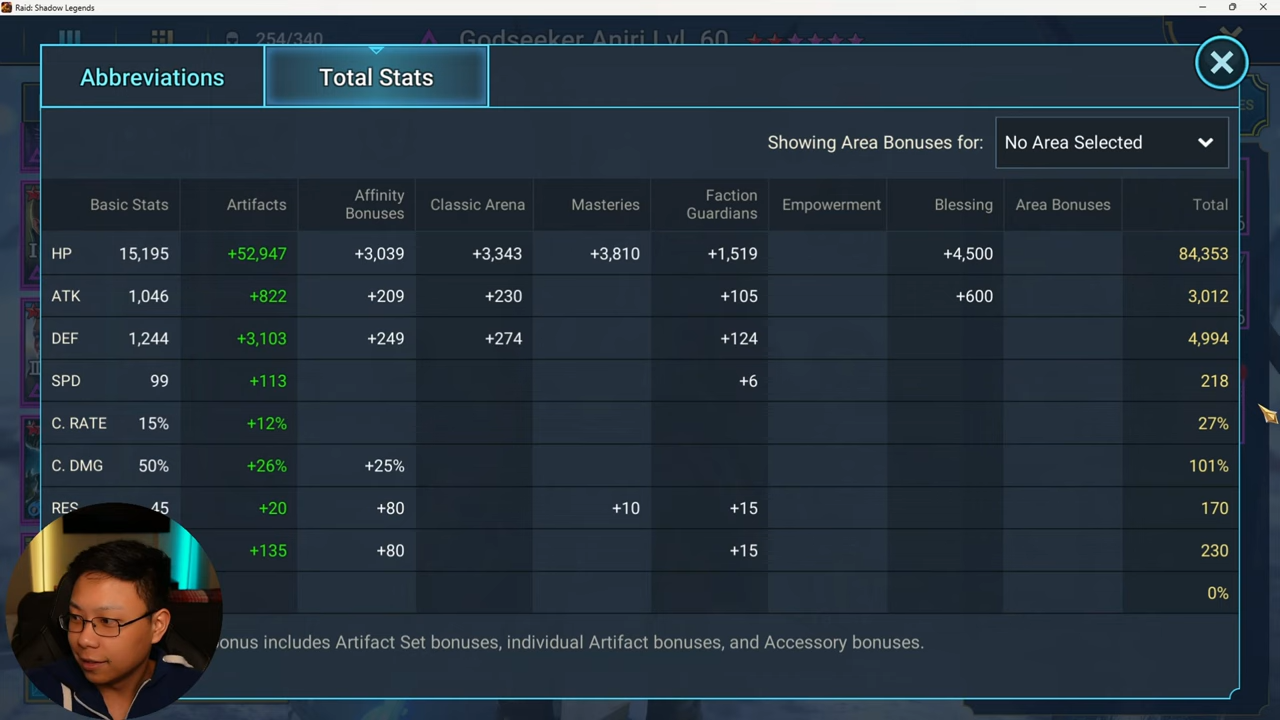 Raid: Shadow Legends
254/340 Godseeker Aniri Lvl. 60
Abbreviations Total Stats
Showing Area Bonuses for: No Area Selected
Basic Stats Artifacts Affinity Bonuses Classic Arena Masteries Faction Guardians Empowerment Blessing Area Bonuses Total
HP 15,195 +52,947 +3,039 +3,343 +3,810 +1,519 +4,500 84,353
ATK 1,046 +822 +209 +230 +105 +600 3,012
DEF 1,244 +3,103 +249 +274 +124 4,994
SPD 99 +113 +6 218
C. RATE 15% +12% 27%
C. DMG 50% +26% +25% 101%
RES 45 +20 +80 +10 +15 170
+135 +80 +15 230
0%
bonus includes Artifact Set bonuses, individual Artifact bonuses, and Accessory bonuses.